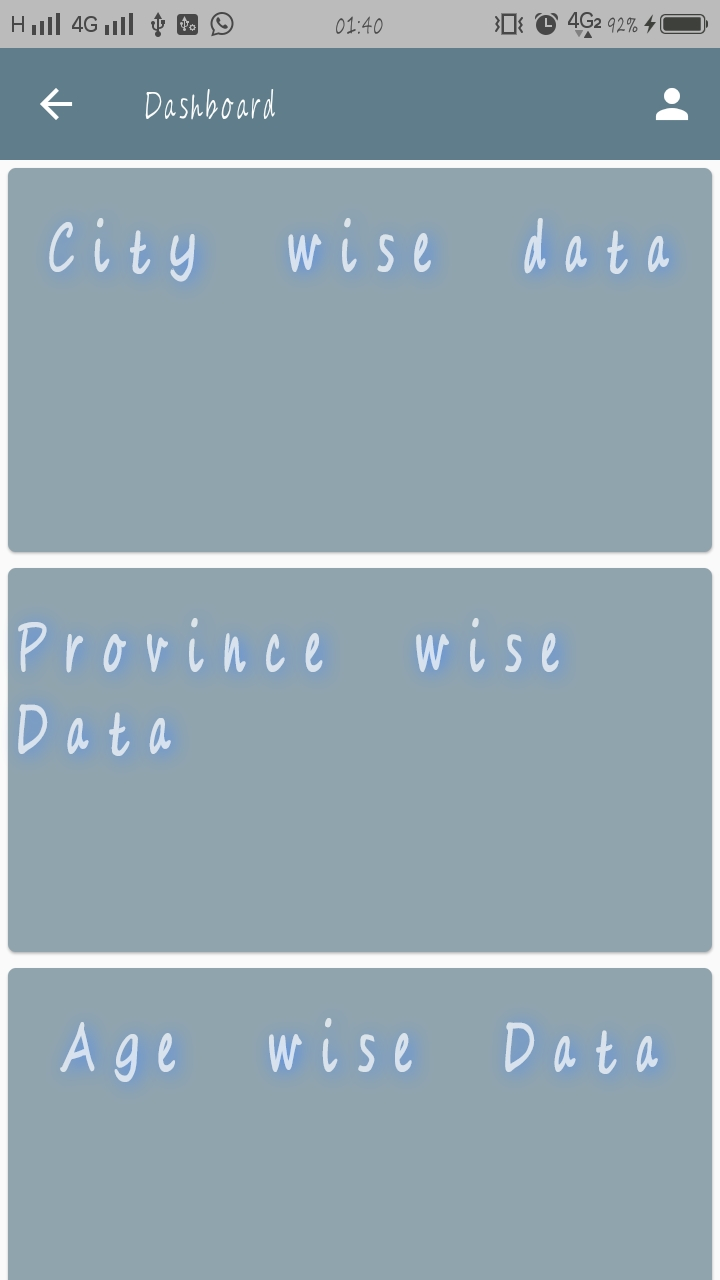 H 4G 01:40 4G2 92%
Dashboard
City wise data
Province wise
Data
Age wise Data